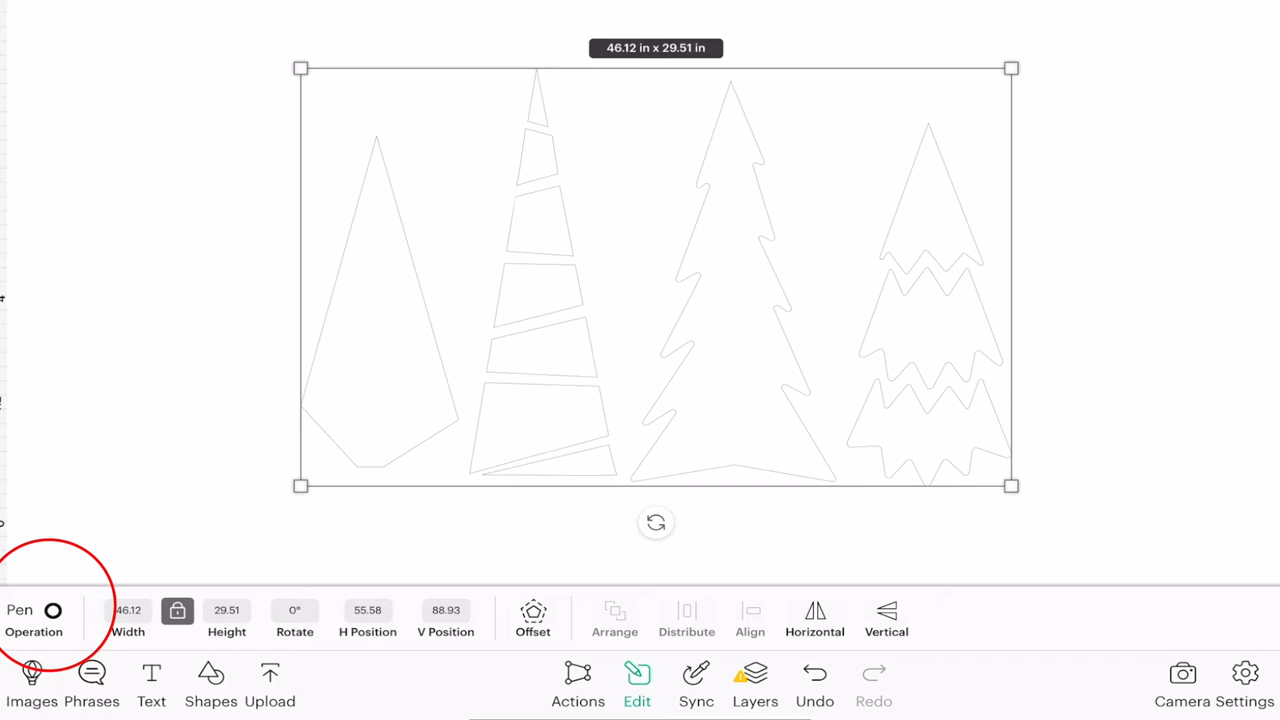 46.12 in x 29.51 in
4
Pen
46.12 29.51 0° 55.58 88.93
Operation Width Height Rotate H Position V Position Offset Arrange Distribute Align Horizontal Vertical
Images Phrases Text Shapes Upload Actions Edit Sync Layers Undo Redo Camera Settings